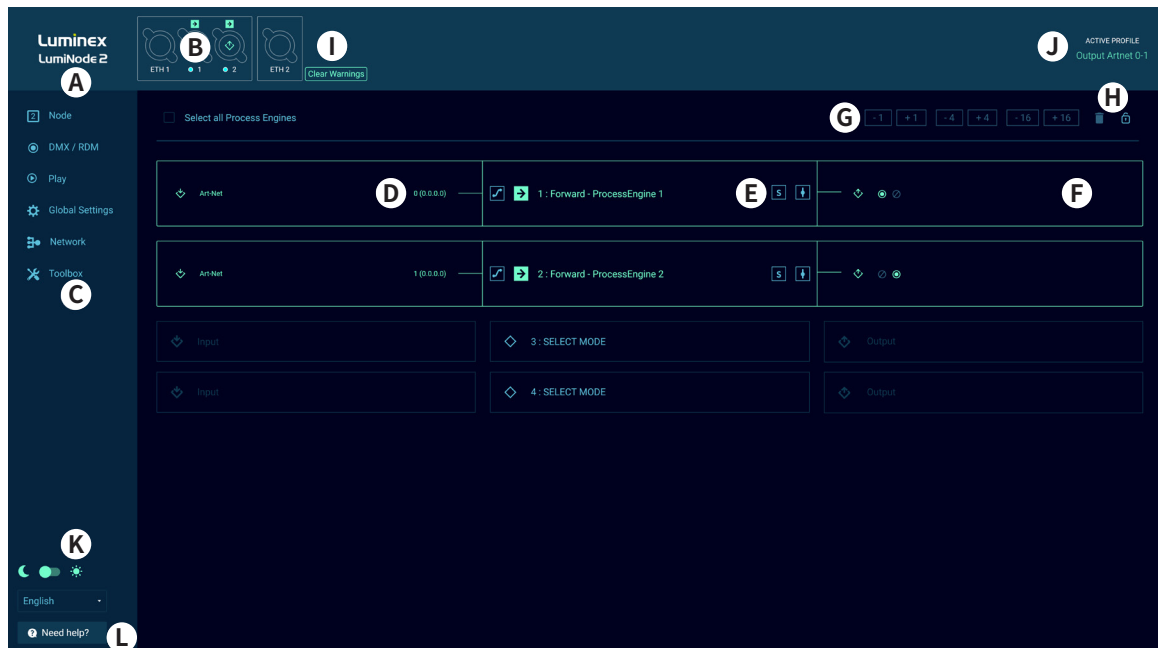 Luminex
LumiNode 2
A
B
ETH 1
1
2
ETH 2
I
Clear Warnings
J
ACTIVE PROFILE
Output Artnet 0-1
2 Node
DMX / RDM
Play
Global Settings
Network
Toolbox
C
Select all Process Engines
G
- 1 + 1 - 4 + 4 - 16 + 16
H
Art-Net
D
0 (0.0.0.0)
1 : Forward - ProcessEngine 1
E
S
F
Art-Net
1 (0.0.0.0)
2 : Forward - ProcessEngine 2
S
Input
3 : SELECT MODE
Output
Input
4 : SELECT MODE
Output
K
English
Need help?
L